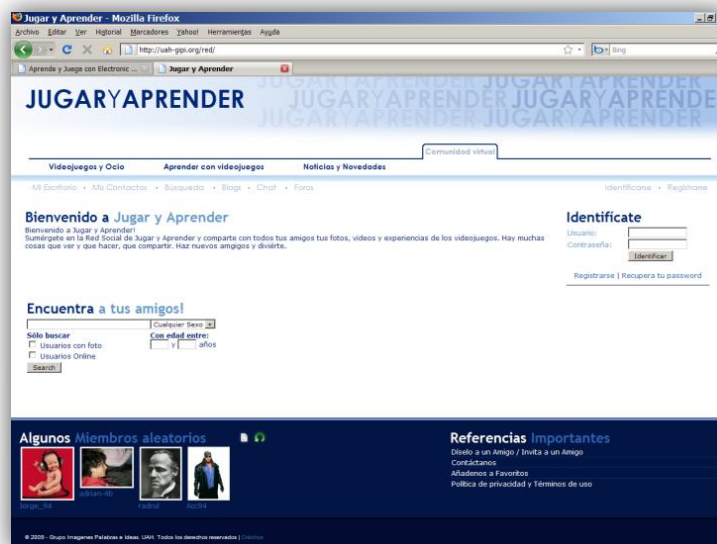 Jugar y Aprender - Mozilla Firefox
Archivo Editar Ver Historial Marcadores Yahoo! Herramientas Ayuda
http://uah-gipi.org/red/
Bing
Aprende y Juega con Electronic ...
Jugar y Aprender
JUGARYAPRENDER
JUGARYAPRENDER
JUGARYAPRENDER
Comunidad virtual
Videojuegos y Ocio Aprender con videojuegos Noticias y Novedades
Mi Escritorio • Mis Contactos • Búsqueda • Blogs • Chat • Foros
Identificarse • Registrarse
Bienvenido a Jugar y Aprender
Bienvenido a Jugar y Aprender!
Sumérgete en la Red Social de Jugar y Aprender y comparte con todos tus amigos tus fotos, videos y experiencias de los videojuegos. Hay muchas
cosas que ver y que hacer, que compartir. Haz nuevos amgigos y diviérte.
Identifícate
Usuario:
Contraseña:
Identificar
Registrarse | Recupera tu password
Encuentra a tus amigos!
Cualquier Sexo
Sólo buscar
Con edad entre:
Usuarios con foto
y años
Usuarios Online
Search
Algunos Miembros aleatorios
Jorge_94
adrian-4b
radrul
Acc94
Referencias Importantes
Díselo a un Amigo / Invita a un Amigo
Contáctanos
Añadenos a Favoritos
Política de privacidad y Términos de uso
© 2009 - Grupo Imagenes Palabras e Ideas. UAH. Todos los derechos reservados | Créditos